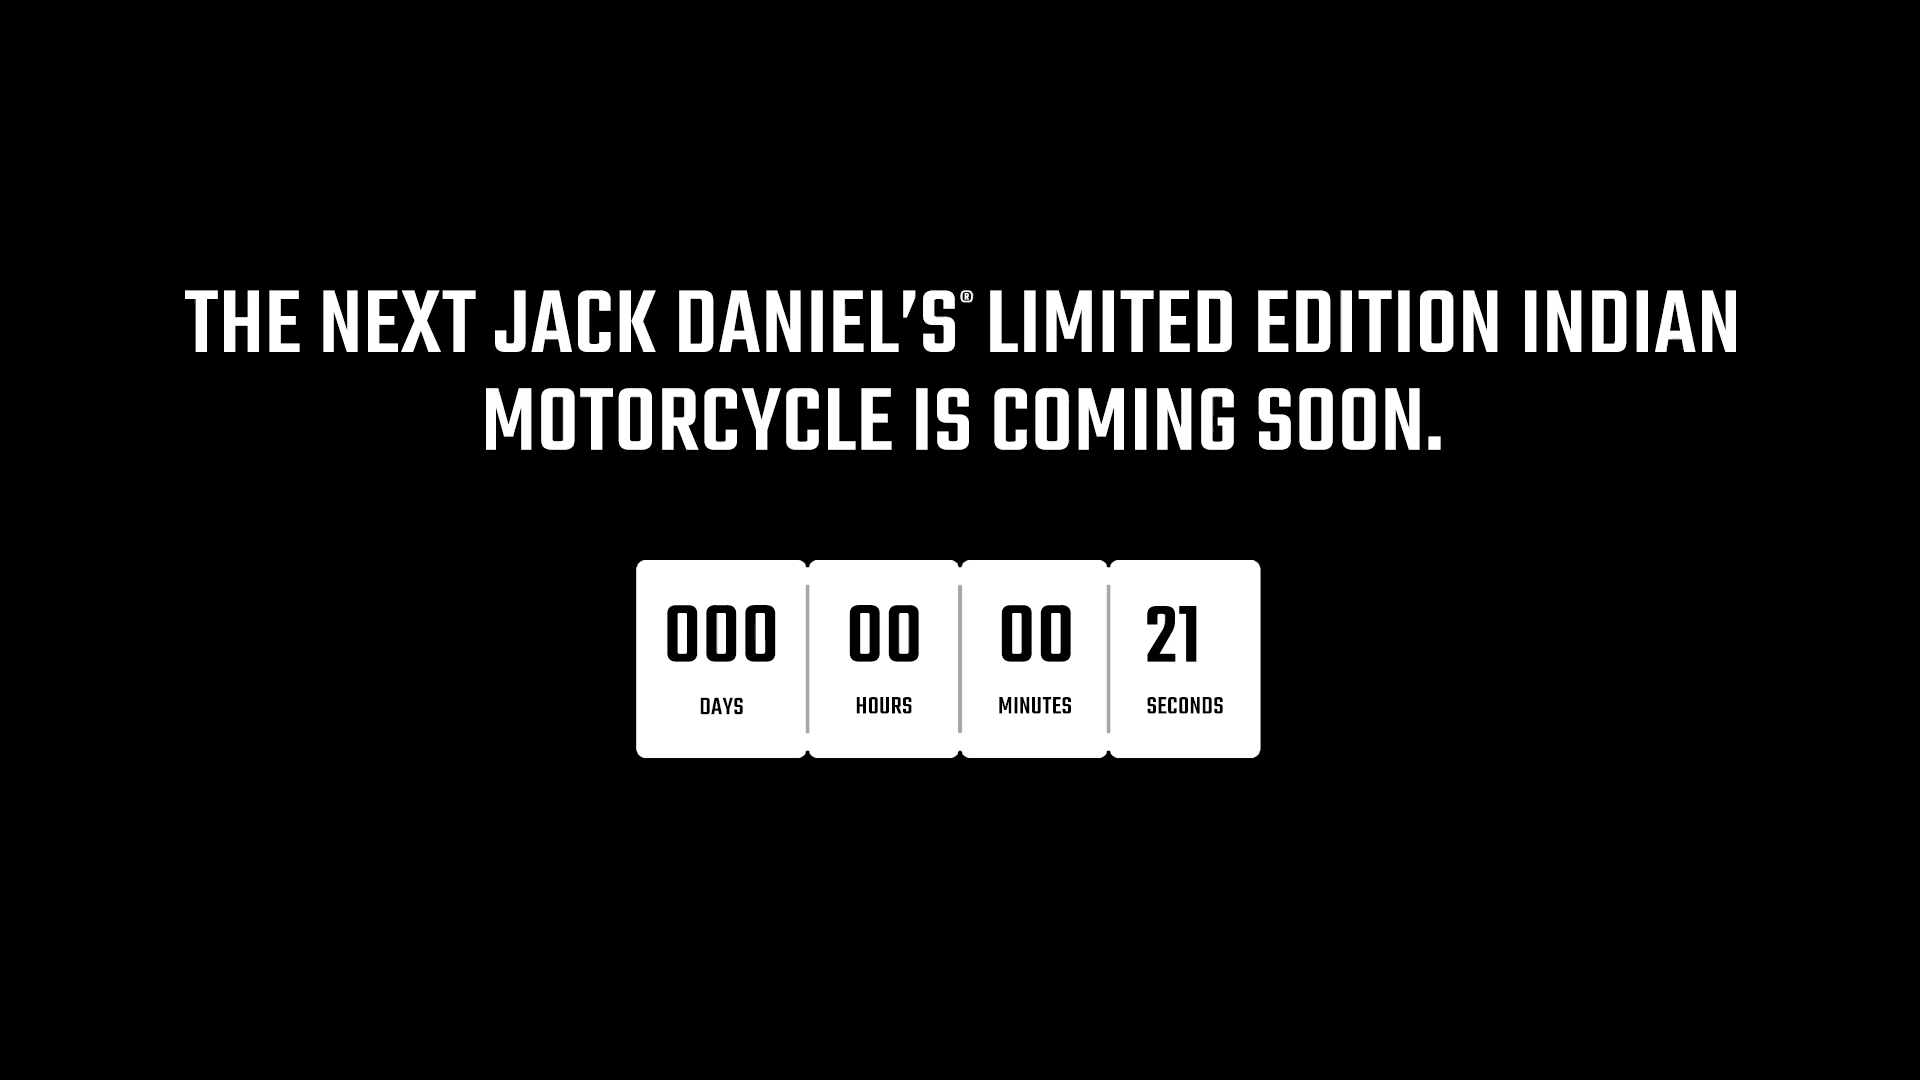 THE NEXT JACK DANIEL’S® LIMITED EDITION INDIAN
MOTORCYCLE IS COMING SOON.
000 00 00 21
DAYS HOURS MINUTES SECONDS